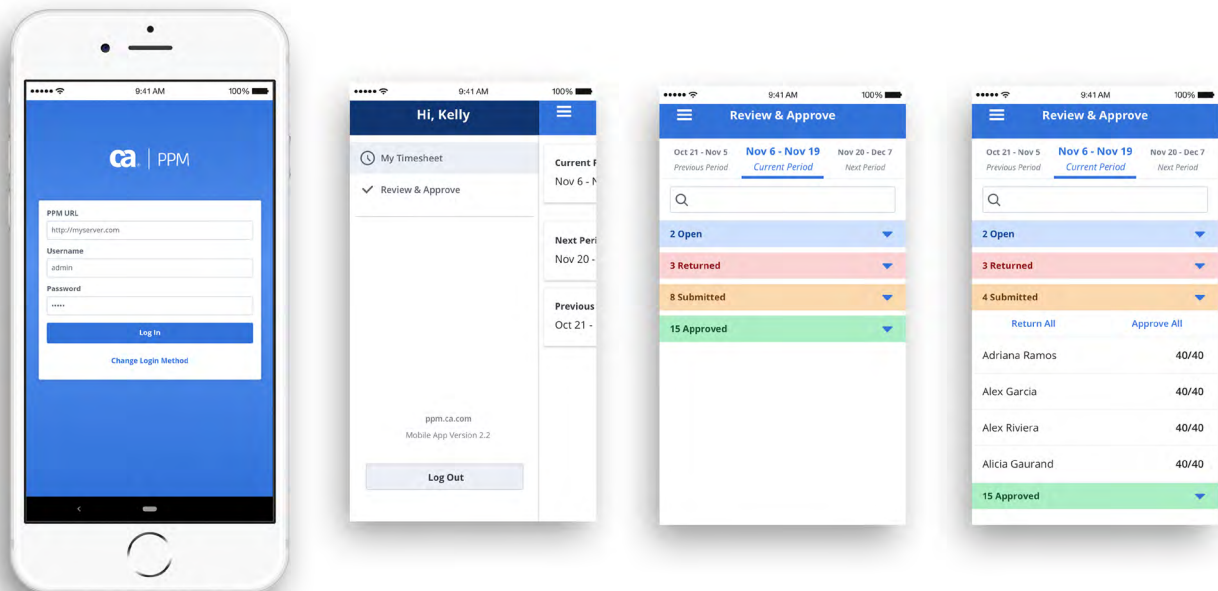 9:41 AM 100%
ca. PPM
PPM URL
http://myserver.com
Username
admin
Password
•••••
Log In
Change Login Method
9:41 AM 100%
Hi, Kelly
My Timesheet
Review & Approve
ppm.ca.com
Mobile App Version 2.2
Log Out
Current
Nov 6 -
Next Peri
Nov 20 -
Previous
Oct 21 -
9:41 AM 100%
Review & Approve
Oct 21 - Nov 5 Nov 6 - Nov 19 Nov 20 - Dec 7
Previous Period Current Period Next Period
2 Open
3 Returned
8 Submitted
15 Approved
9:41 AM 100%
Review & Approve
Oct 21 - Nov 5 Nov 6 - Nov 19 Nov 20 - Dec 7
Previous Period Current Period Next Period
2 Open
3 Returned
4 Submitted
Return All Approve All
Adriana Ramos 40/40
Alex Garcia 40/40
Alex Riviera 40/40
Alicia Gaurand 40/40
15 Approved